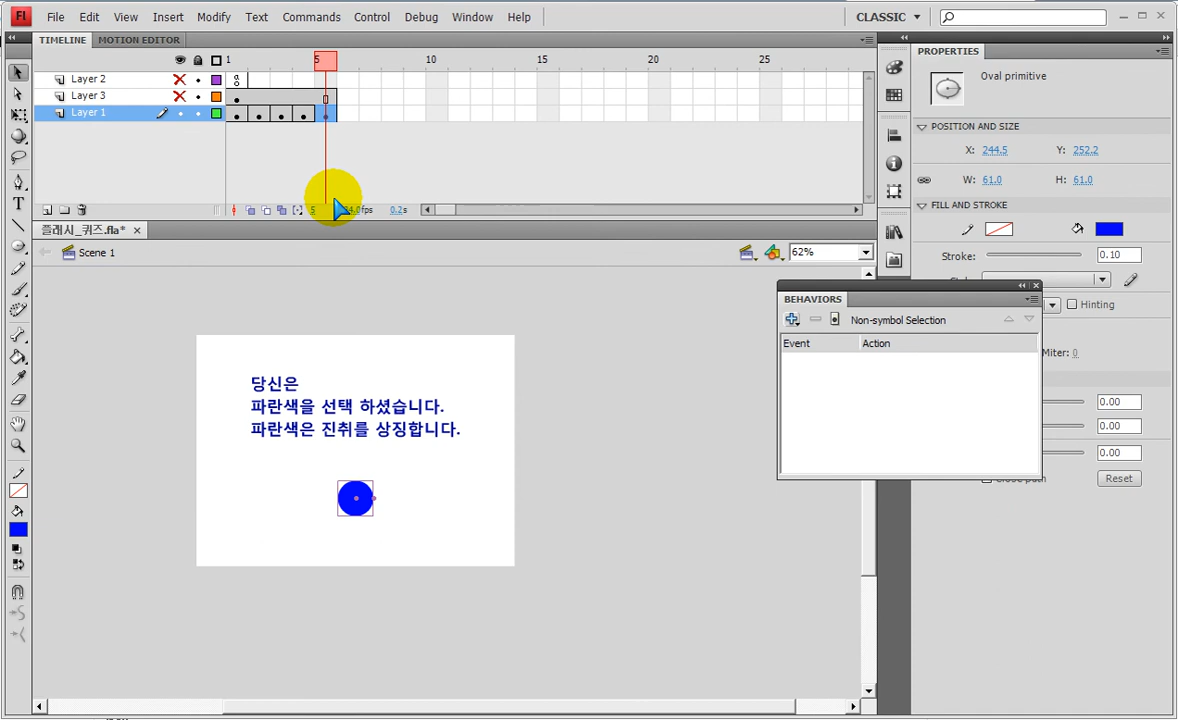 Fl File Edit View Insert Modify Text Commands Control Debug Window Help CLASSIC
TIMELINE MOTION EDITOR
1 5 10 15 20 25
Layer 2
Layer 3
Layer 1
5 0.2s
플래시_퀴즈.fla*
Scene 1
62%
당신은
파란색을 선택 하셨습니다.
파란색은 진취를 상징합니다.
PROPERTIES
Oval primitive
POSITION AND SIZE
X: 244.5 Y: 252.2
W: 61.0 H: 61.0
FILL AND STROKE
Stroke: 0.10
Hinting
Miter: 0
0.00
0.00
0.00
Reset
BEHAVIORS
Non-symbol Selection
Event Action